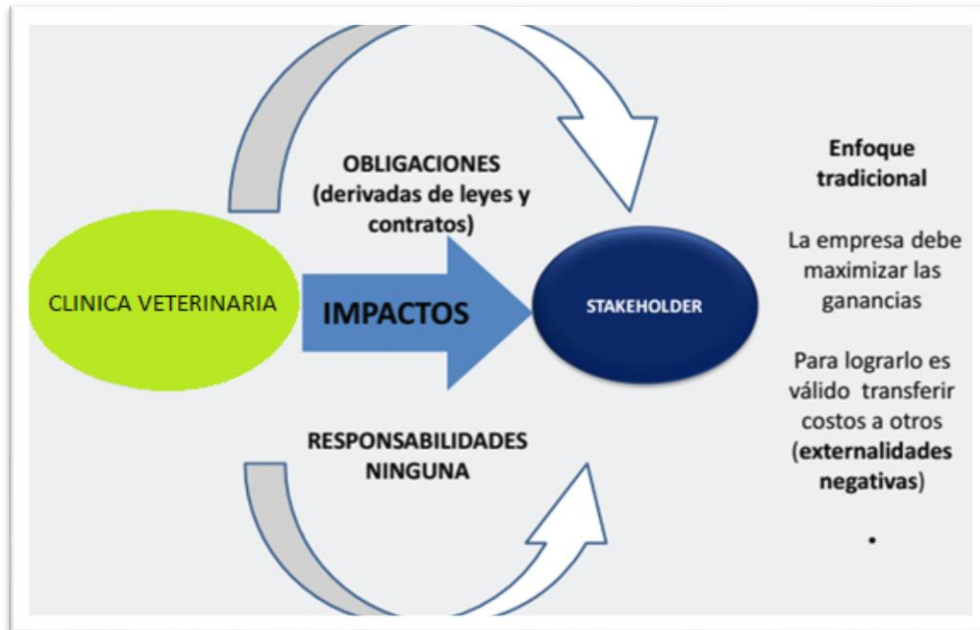 OBLIGACIONES
(derivadas de leyes y
contratos)
CLINICA VETERINARIA
IMPACTOS
STAKEHOLDER
RESPONSABILIDADES
NINGUNA
Enfoque
tradicional
La empresa debe
maximizar las
ganancias
Para lograrlo es
válido transferir
costos a otros
(externalidades
negativas)